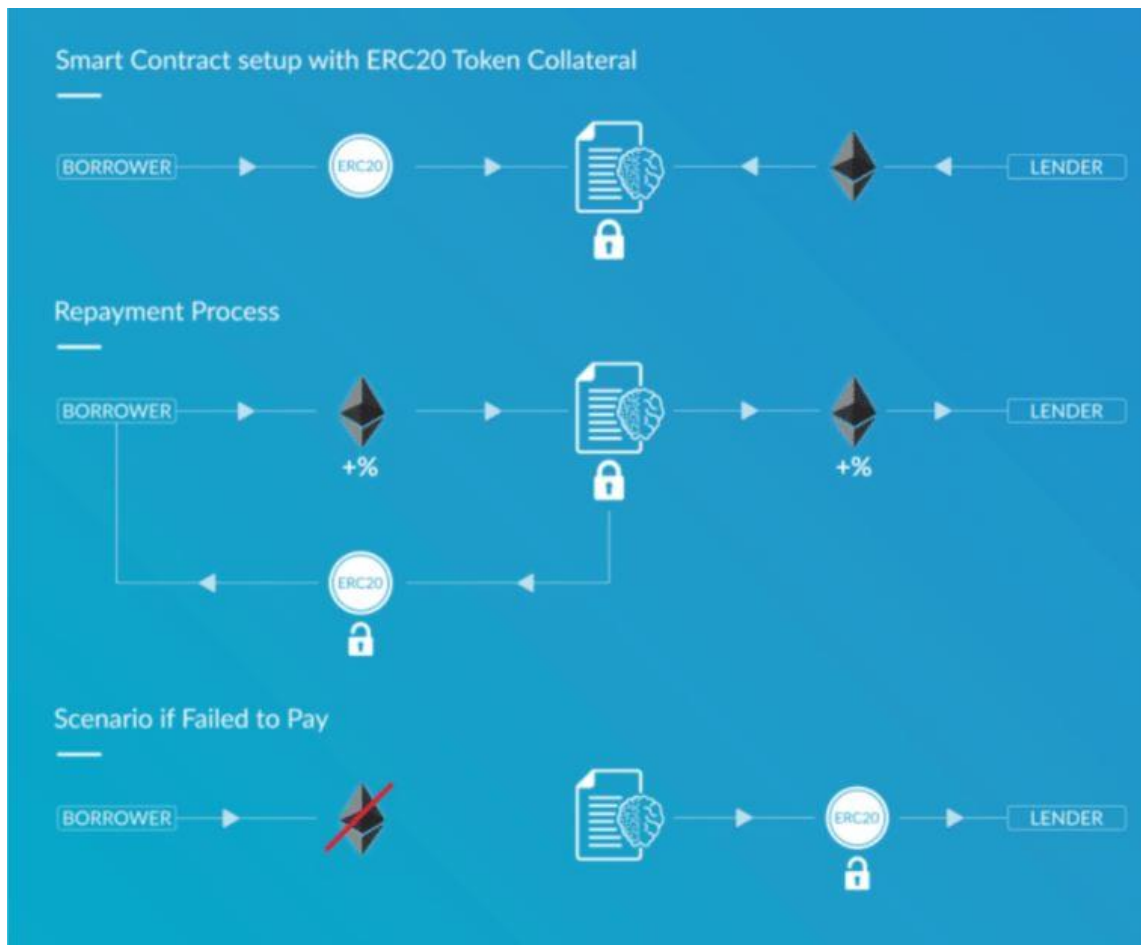 Smart Contract setup with ERC20 Token Collateral
BORROWER
ERC20
LENDER
Repayment Process
BORROWER
LENDER
+%
+%
ERC20
Scenario if Failed to Pay
BORROWER
ERC20
LENDER